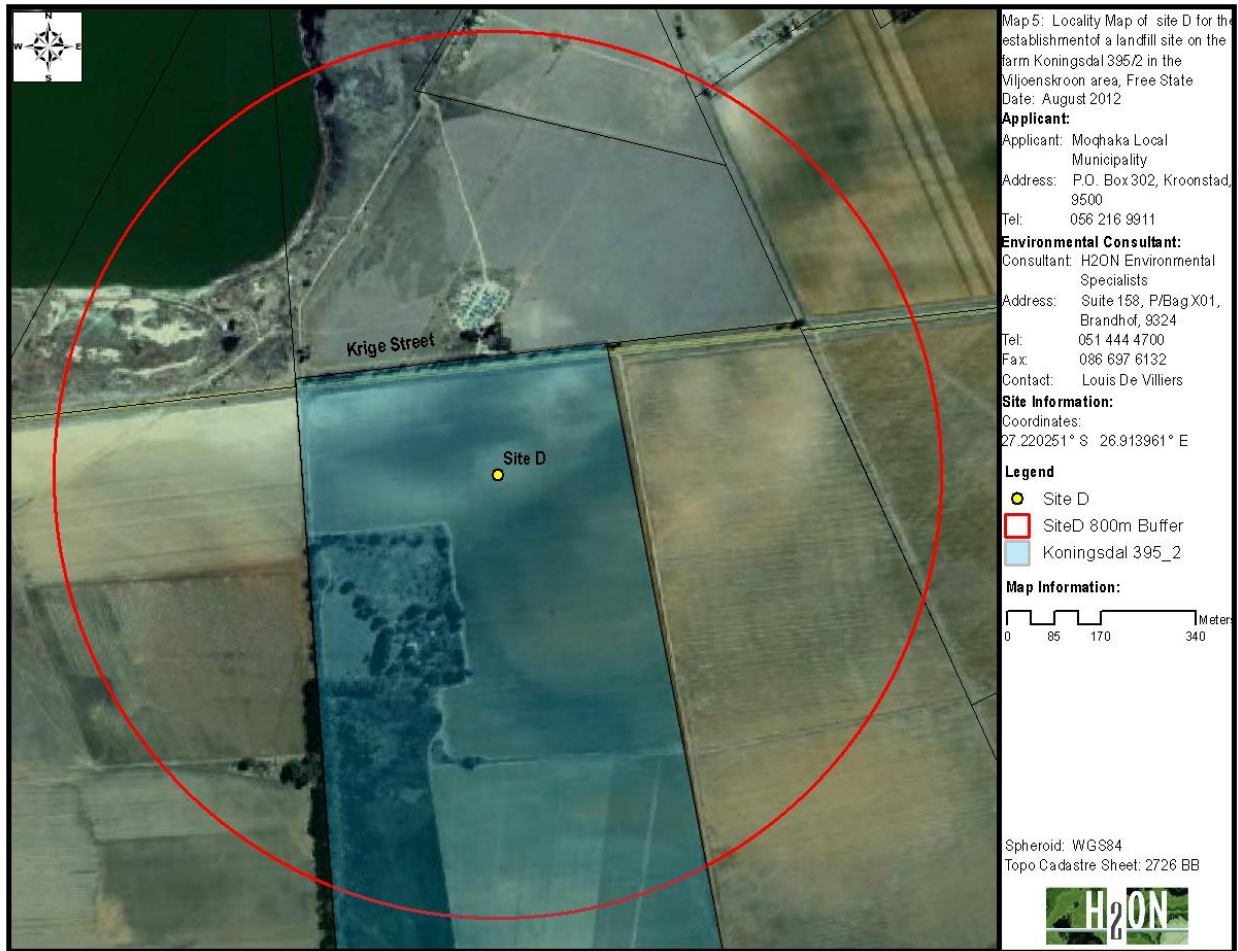 N
W E
S
Krige Street
Site D
Map 5: Locality Map of site D for the
establishmentof a landfill site on the
farm Koningsdal 395/2 in the
Viljoenskroon area, Free State
Date: August 2012
Applicant:
Applicant: Moqhaka Local
Municipality
Address: P.O. Box 302, Kroonstad,
9500
Tel: 056 216 9911
Environmental Consultant:
Consultant: H2ON Environmental
Specialists
Address: Suite 158, P/Bag X01,
Brandhof, 9324
Tel: 051 444 4700
Fax: 086 697 6132
Contact: Louis De Villiers
Site Information:
Coordinates:
27.220251° S 26.913961° E
Legend
Site D
SiteD 800m Buffer
Koningsdal 395_2
Map Information:
Meters
0 85 170 340
Spheroid: WGS84
Topo Cadastre Sheet: 2726 BB
H2ON